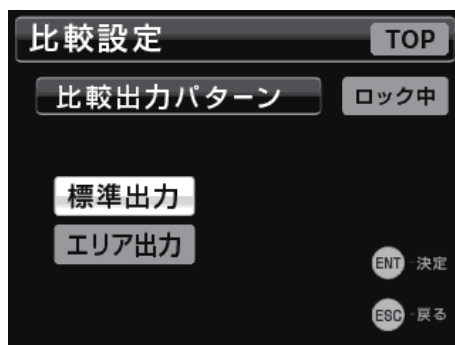 比較設定 TOP
比較出力パターン ロック中
標準出力
エリア出力
ENT -決定
ESC -戻る